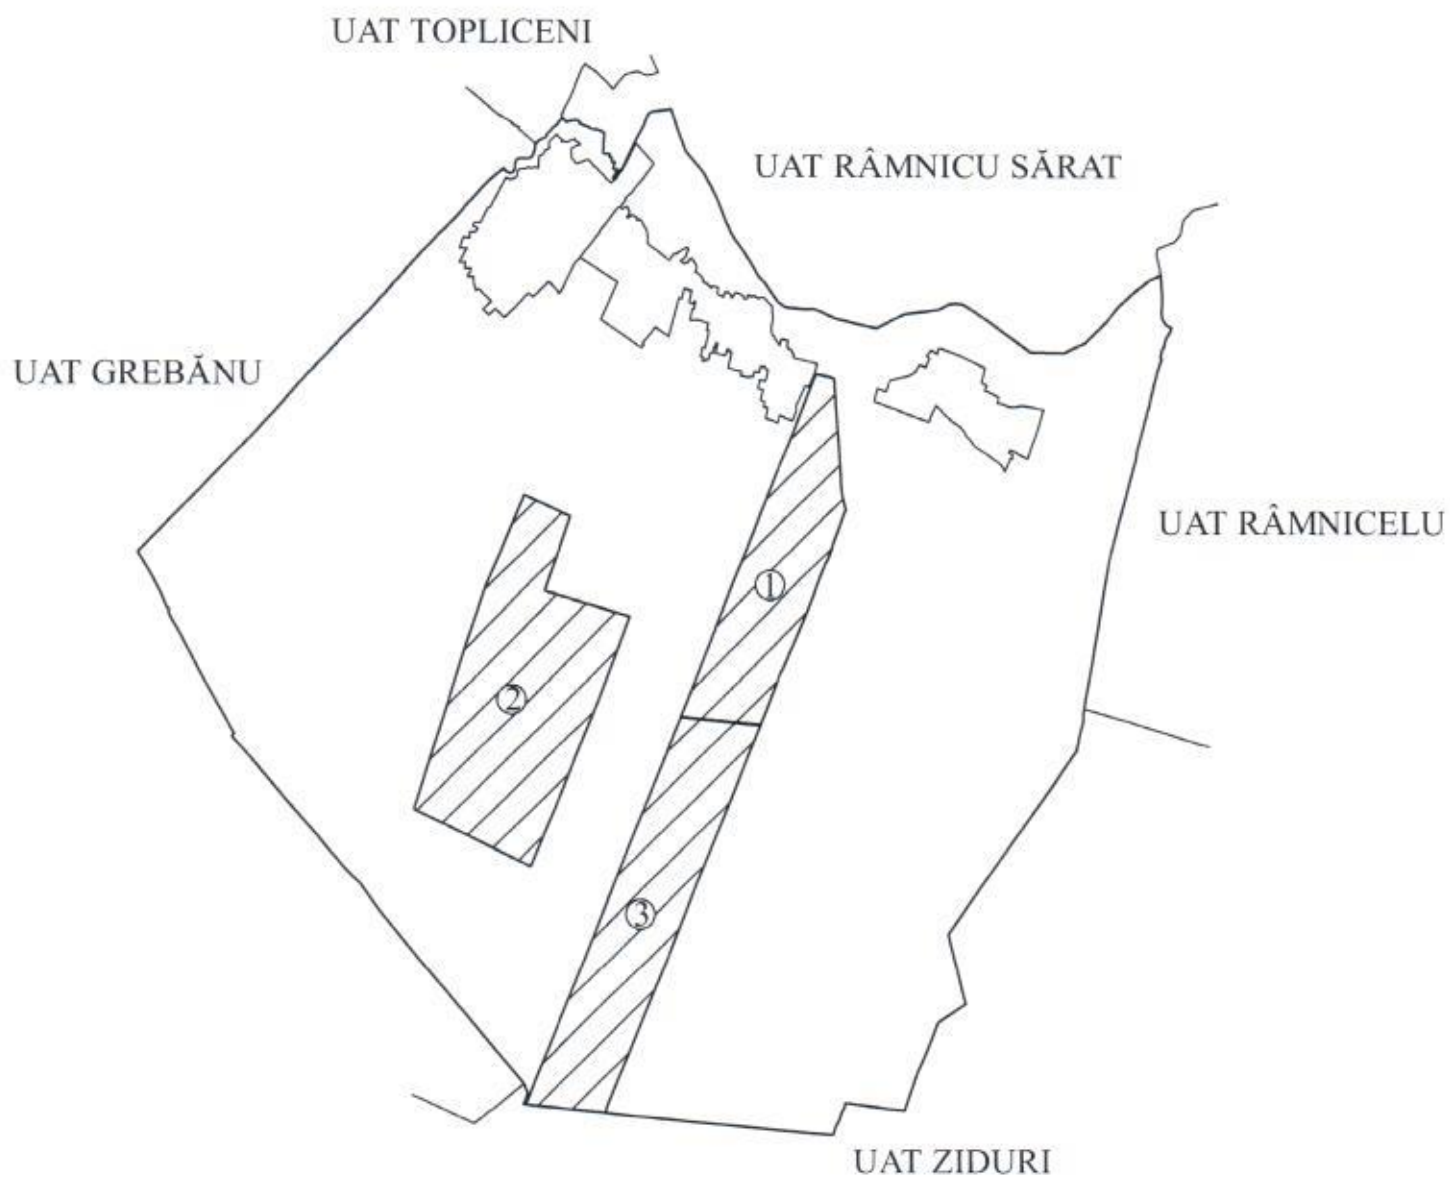 UAT TOPLICENI
UAT RÂMNICU SĂRAT
UAT GREBĂNU
UAT RÂMNICELU
1
2
3
UAT ZIDURI